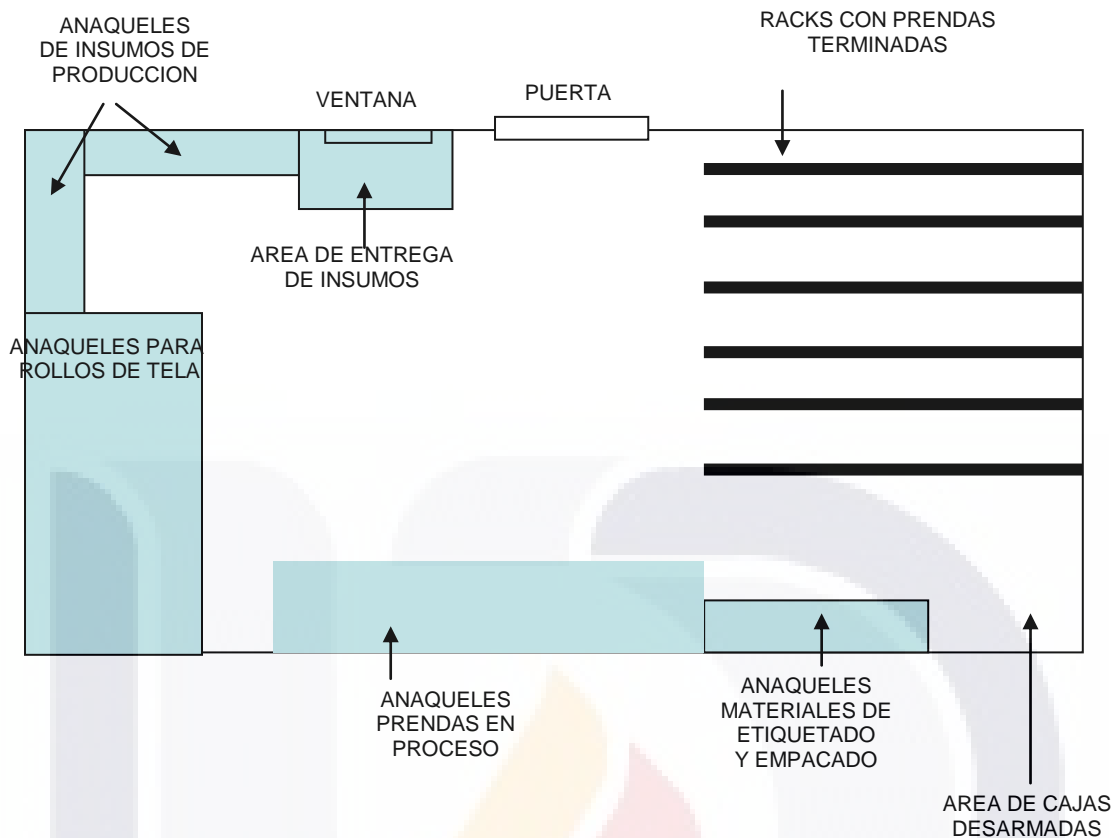 ANAQUELES
DE INSUMOS DE
PRODUCCION
RACKS CON PRENDAS
TERMINADAS
VENTANA
PUERTA
AREA DE ENTREGA
DE INSUMOS
ANAQUELES PARA
ROLLOS DE TELA
ANAQUELES
PRENDAS EN
PROCESO
ANAQUELES
MATERIALES DE
ETIQUETADO
Y EMPACADO
AREA DE CAJAS
DESARMADAS